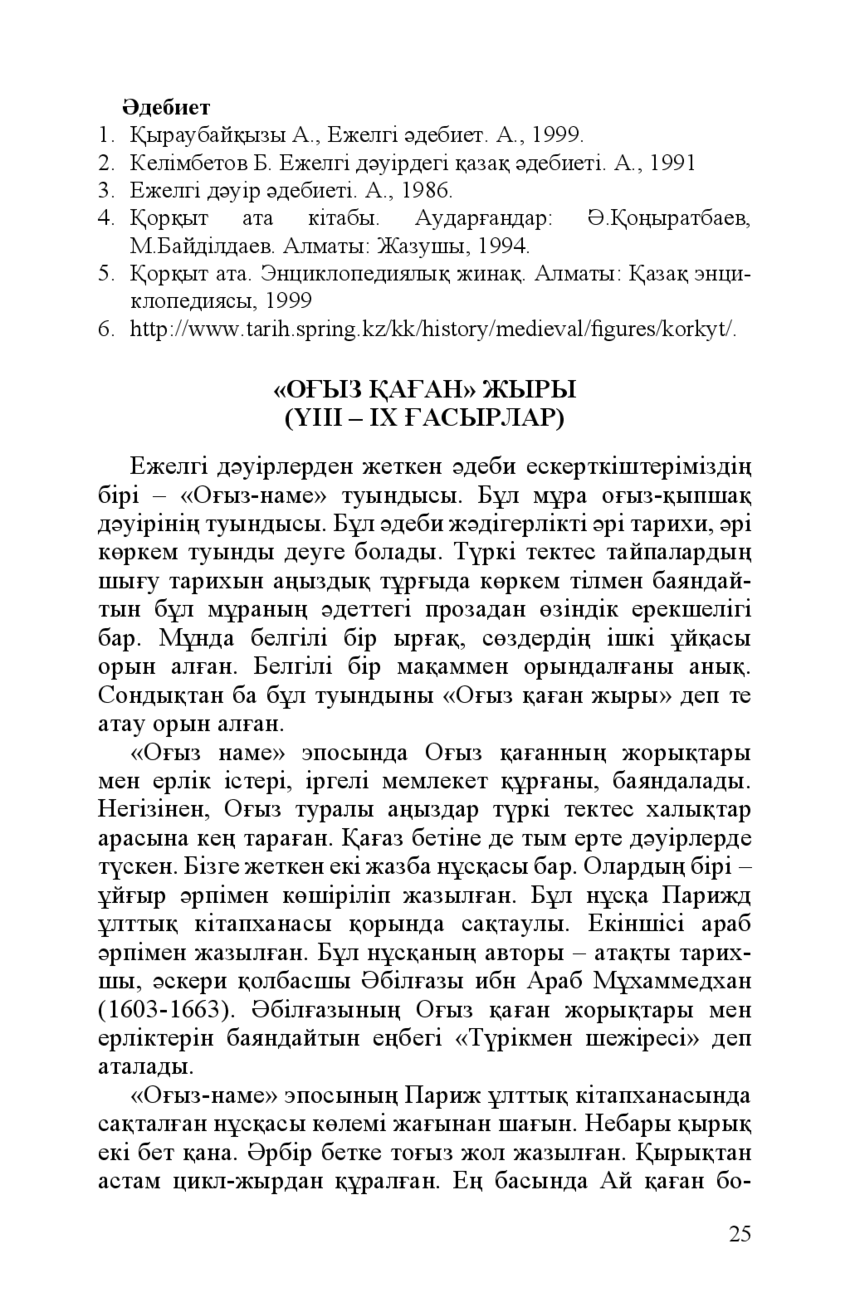 Әдебиет
1. Қыраубайқызы А., Ежелгі әдебиет. А., 1999.
2. Келімбетов Б. Ежелгі дәуірдегі қазақ әдебиеті. А., 1991
3. Ежелгі дәуір әдебиеті. А., 1986.
4. Қорқыт ата кітабы. Аударғандар: Ә.Қоңыратбаев,
М.Байділдаев. Алматы: Жазушы, 1994.
5. Қорқыт ата. Энциклопедиялық жинақ. Алматы: Қазақ энци-
клопедиясы, 1999
6. http://www.tarih.spring.kz/kk/history/medieval/figures/korkyt/.
«ОҒЫЗ ҚАҒАН» ЖЫРЫ
(ҮІІІ – ІХ ҒАСЫРЛАР)
Ежелгі дәуірлерден жеткен әдеби ескерткіштеріміздің
бірі – «Оғыз-наме» туындысы. Бұл мұра оғыз-қыпшақ
дәуірінің туындысы. Бұл әдеби жәдігерлікті әрі тарихи, әрі
көркем туынды деуге болады. Түркі тектес тайпалардың
шығу тарихын аңыздық тұрғыда көркем тілмен баяндай-
тын бұл мұраның әдеттегі прозадан өзіндік ерекшелігі
бар. Мұнда белгілі бір ырғақ, сөздердің ішкі ұйқасы
орын алған. Белгілі бір мақаммен орындалғаны анық.
Сондықтан ба бұл туындыны «Оғыз қаған жыры» деп те
атау орын алған.
«Оғыз наме» эпосында Оғыз қағанның жорықтары
мен ерлік істері, іргелі мемлекет құрғаны, баяндалады.
Негізінен, Оғыз туралы аңыздар түркі тектес халықтар
арасына кең тараған. Қағаз бетіне де тым ерте дәуірлерде
түскен. Бізге жеткен екі жазба нұсқасы бар. Олардың бірі –
ұйғыр әрпімен көшіріліп жазылған. Бұл нұсқа Парижд
ұлттық кітапханасы қорында сақтаулы. Екіншісі араб
әрпімен жазылған. Бұл нұсқаның авторы – атақты тарих-
шы, әскери қолбасшы Әбілғазы ибн Араб Мұхаммедхан
(1603-1663). Әбілғазының Оғыз қаған жорықтары мен
ерліктерін баяндайтын еңбегі «Түрікмен шежіресі» деп
аталады.
«Оғыз-наме» эпосының Париж ұлттық кітапханасында
сақталған нұсқасы көлемі жағынан шағын. Небары қырық
екі бет қана. Әрбір бетке тоғыз жол жазылған. Қырықтан
астам цикл-жырдан құралған. Ең басында Ай қаған бо-
25